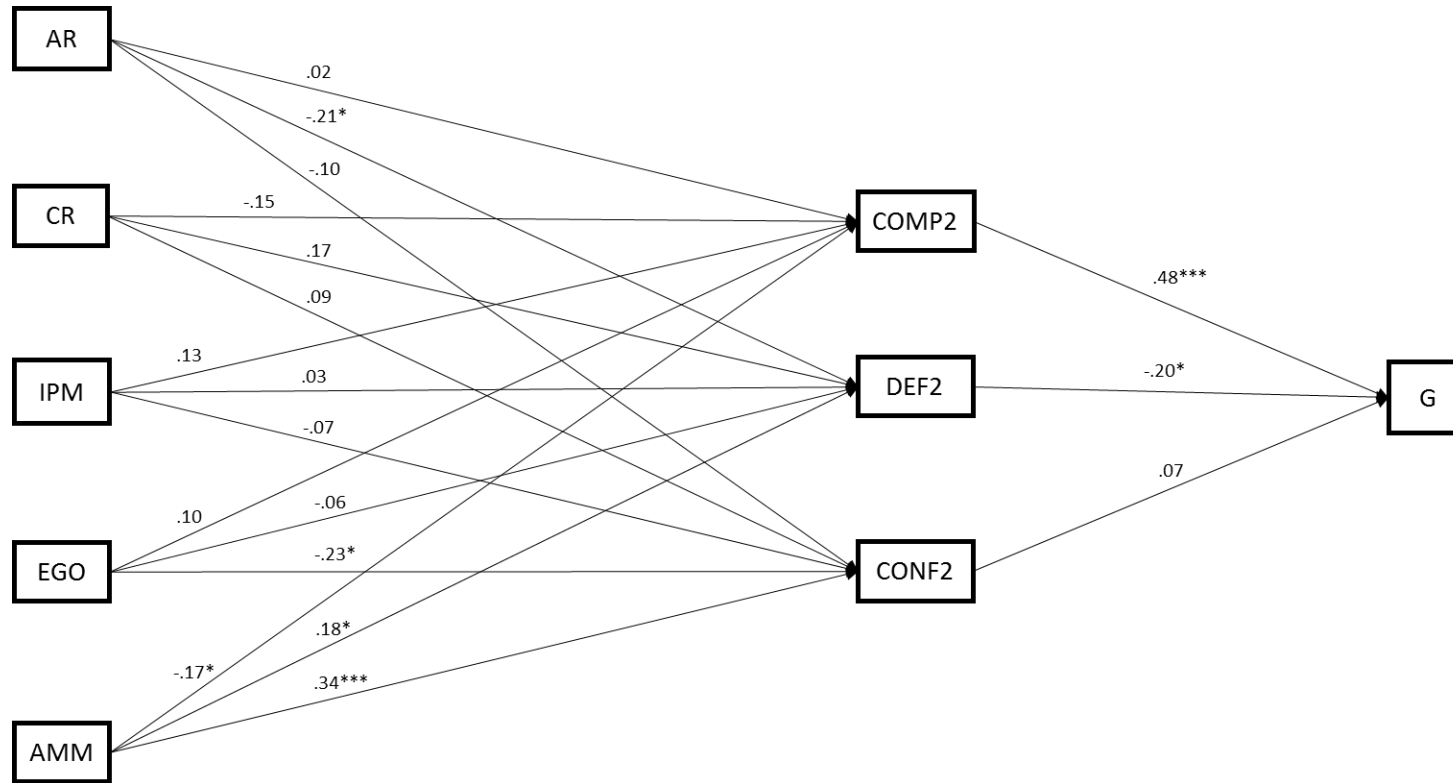 AR
.02
-.21*
-.10
CR
-.15
COMP2
.17
.48***
.09
.13
IPM
.03
DEF2
-.20*
G
-.07
.10
-.06
.07
EGO
-.23*
CONF2
.18*
-.17*
.34***
AMM